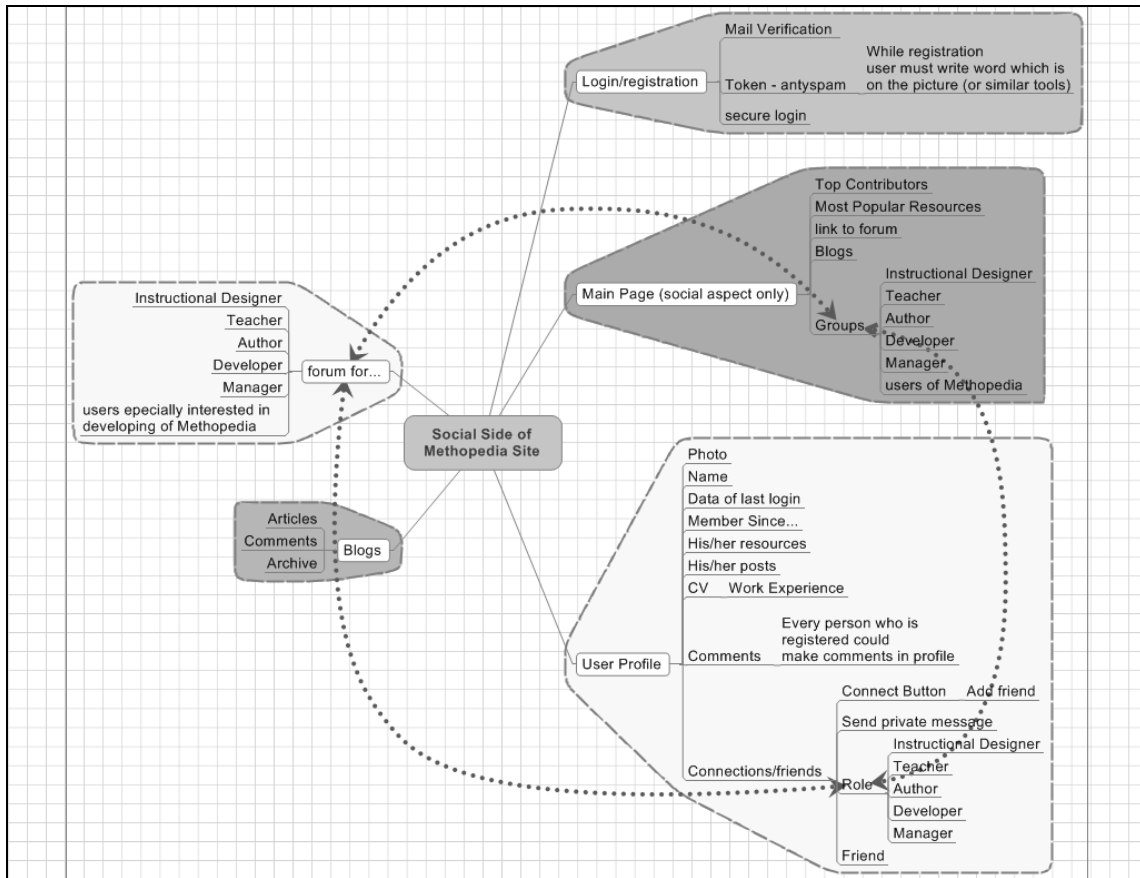 Mail Verification
Login/registration
Token - antyspam
While registration
user must write word which is
on the picture (or similar tools)
secure login
Top Contributors
Most Popular Resources
link to forum
Blogs
Main Page (social aspect only)
Groups
Instructional Designer
Teacher
Author
Developer
Manager
users of Methopedia
Instructional Designer
Teacher
Author
Developer
Manager
users epecially interested in
developing of Methopedia
forum for...
Social Side of
Methopedia Site
Articles
Comments
Archive
Blogs
User Profile
Photo
Name
Data of last login
Member Since...
His/her resources
His/her posts
CV Work Experience
Comments
Every person who is
registered could
make comments in profile
Connections/friends
Connect Button Add friend
Send private message
Role
Instructional Designer
Teacher
Author
Developer
Manager
Friend